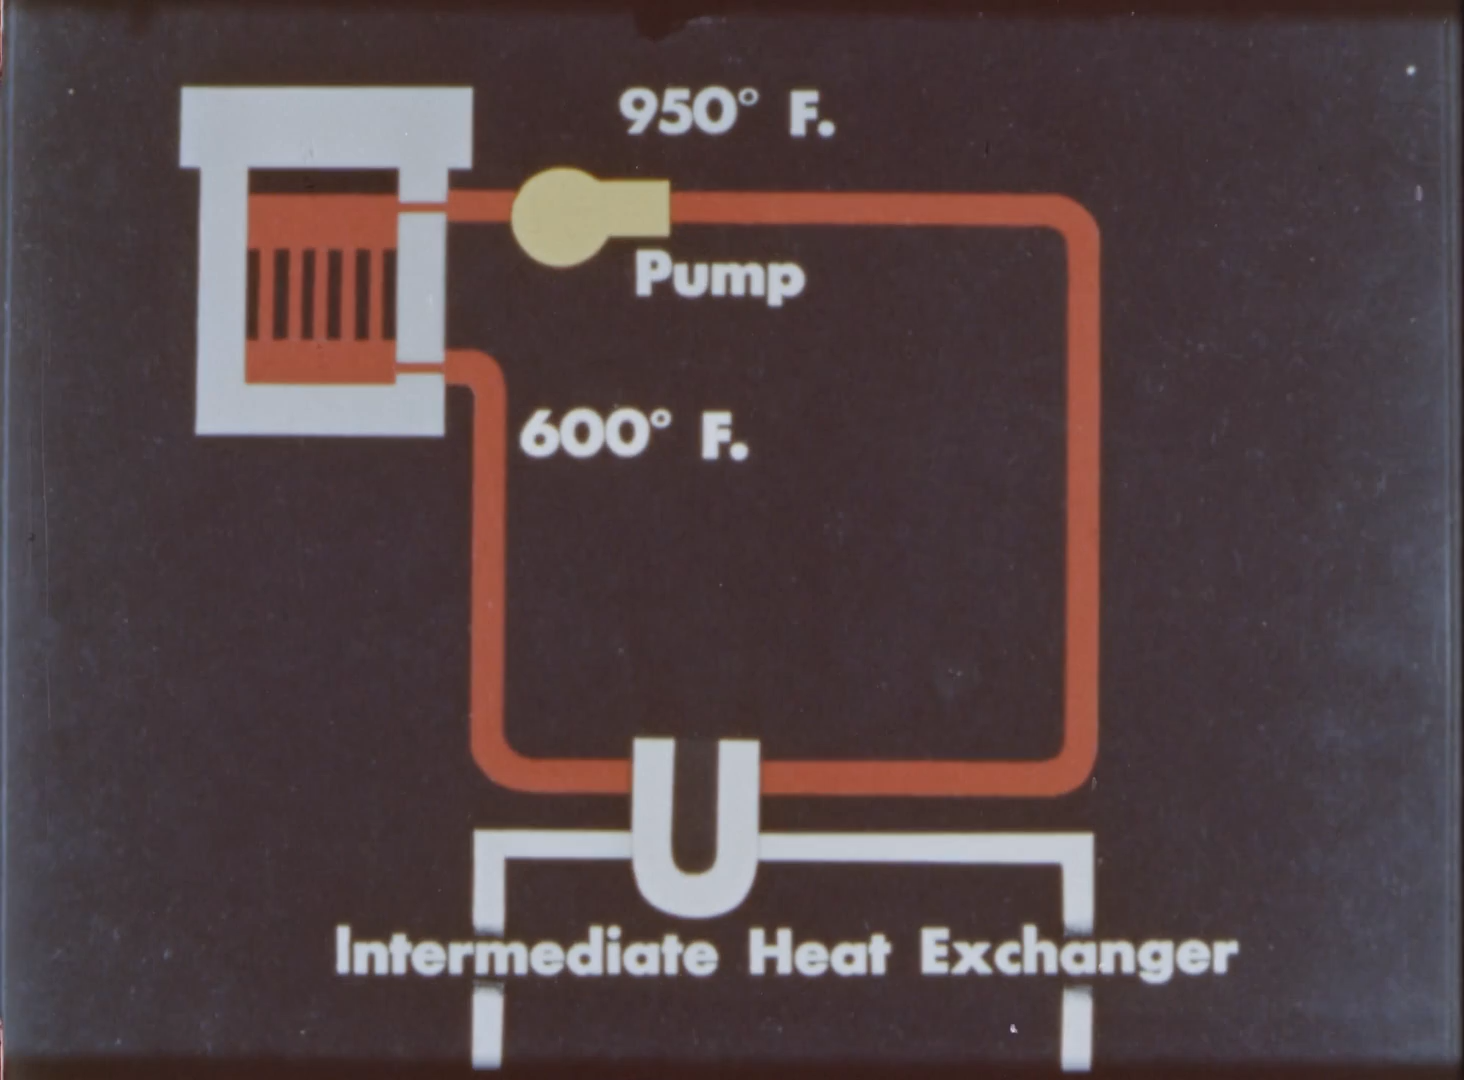 950° F.
Pump
600° F.
Intermediate Heat Exchanger